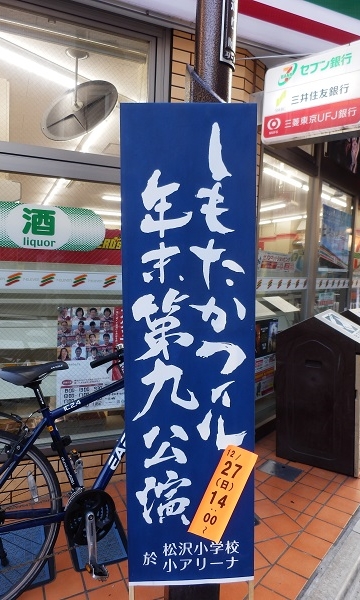 しもたかフィル
年末第九公演
12/
27
(日)
14:00~
於 松沢小学校
小アリーナ
酒
liquor
セブン銀行
三井住友銀行
三菱東京UFJ銀行